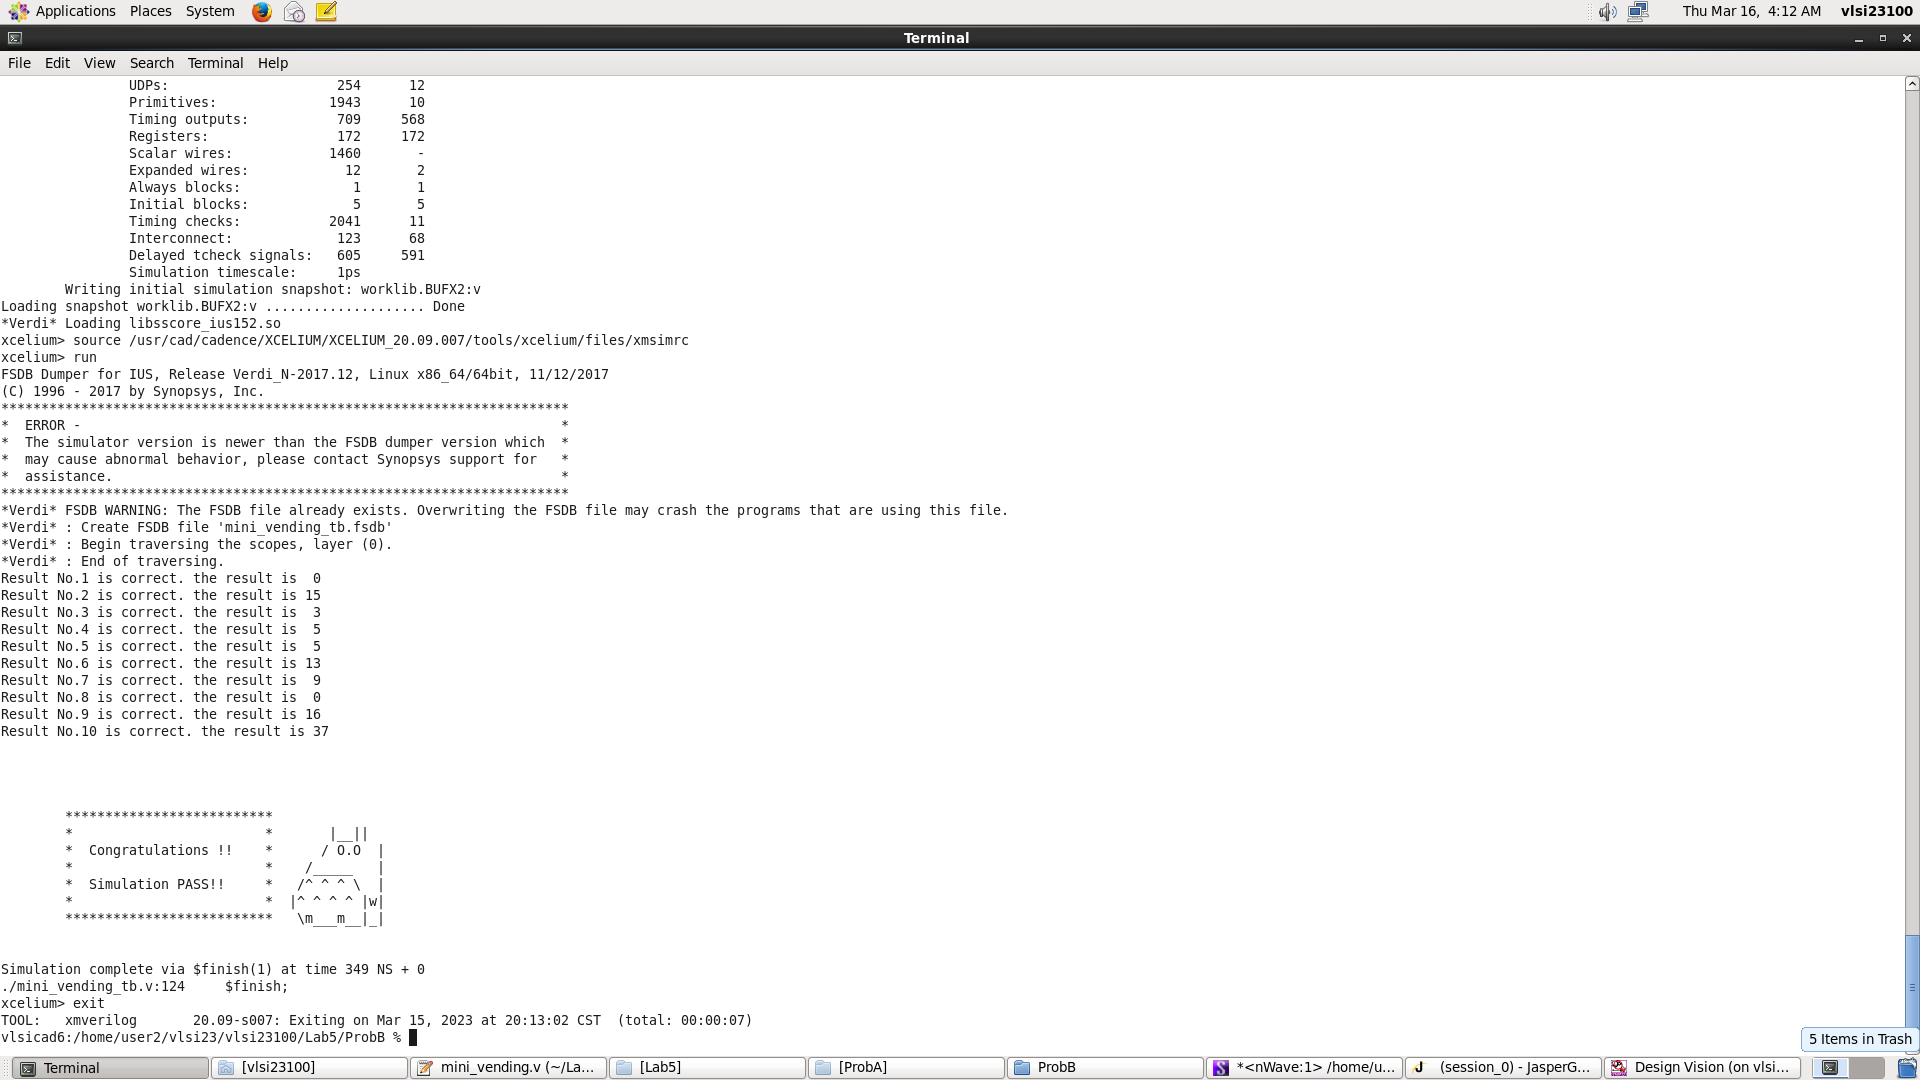 Applications Places System Thu Mar 16, 4:12 AM vlsi23100
Terminal
File Edit View Search Terminal Help
UDPs: 254 12
Primitives: 1943 10
Timing outputs: 709 568
Registers: 172 172
Scalar wires: 1460 -
Expanded wires: 12 2
Always blocks: 1 1
Initial blocks: 5 5
Timing checks: 2041 11
Interconnect: 123 68
Delayed tcheck signals: 605 591
Simulation timescale: 1ps
Writing initial simulation snapshot: worklib.BUFX2:v
Loading snapshot worklib.BUFX2:v .................... Done
*Verdi* Loading libsscore_ius152.so
xcelium> source /usr/cad/cadence/XCELIUM/XCELIUM_20.09.007/tools/xcelium/files/xmsimrc
xcelium> run
FSDB Dumper for IUS, Release Verdi_N-2017.12, Linux x86_64/64bit, 11/12/2017
(C) 1996 - 2017 by Synopsys, Inc.
***********************************************************************
*  ERROR -                                                            *
*  The simulator version is newer than the FSDB dumper version which  *
*  may cause abnormal behavior, please contact Synopsys support for   *
*  assistance.                                                        *
***********************************************************************
*Verdi* FSDB WARNING: The FSDB file already exists. Overwriting the FSDB file may crash the programs that are using this file.
*Verdi* : Create FSDB file 'mini_vending_tb.fsdb'
*Verdi* : Begin traversing the scopes, layer (0).
*Verdi* : End of traversing.
Result No.1 is correct. the result is  0
Result No.2 is correct. the result is 15
Result No.3 is correct. the result is  3
Result No.4 is correct. the result is  5
Result No.5 is correct. the result is  5
Result No.6 is correct. the result is 13
Result No.7 is correct. the result is  9
Result No.8 is correct. the result is  0
Result No.9 is correct. the result is 16
Result No.10 is correct. the result is 37
**************************
*                        *       |__||
*  Congratulations !!    *      / O.O  |
*                        *    /_____   |
*  Simulation PASS!!     *   /^ ^ ^ \  |
*                        *  |^ ^ ^ ^ |w|
**************************   \m___m__|_|
Simulation complete via $finish(1) at time 349 NS + 0
./mini_vending_tb.v:124     $finish;
xcelium> exit
TOOL:   xmverilog       20.09-s007: Exiting on Mar 15, 2023 at 20:13:02 CST  (total: 00:00:07)
vlsicad6:/home/user2/vlsi23/vlsi23100/Lab5/ProbB %
5 Items in Trash
Terminal [vlsi23100] mini_vending.v (~/La... [Lab5] [ProbA] ProbB *<nWave:1> /home/u... (session_0) - JasperG... Design Vision (on vlsi...